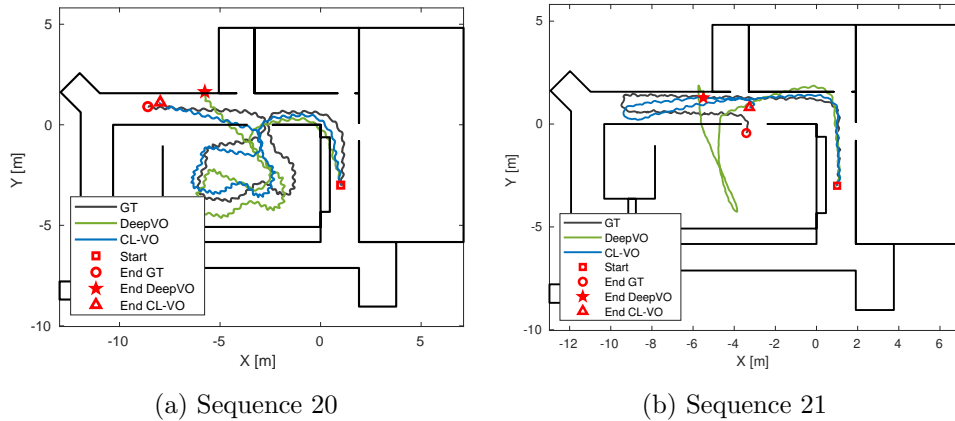 5
0
-5
-10
Y [m]
-10
-5
0
5
X [m]
GT
DeepVO
CL-VO
Start
End GT
End DeepVO
End CL-VO
(a) Sequence 20
5
0
-5
-10
Y [m]
-12
-10
-8
-6
-4
-2
0
2
4
6
X [m]
GT
DeepVO
CL-VO
Start
End GT
End DeepVO
End CL-VO
(b) Sequence 21